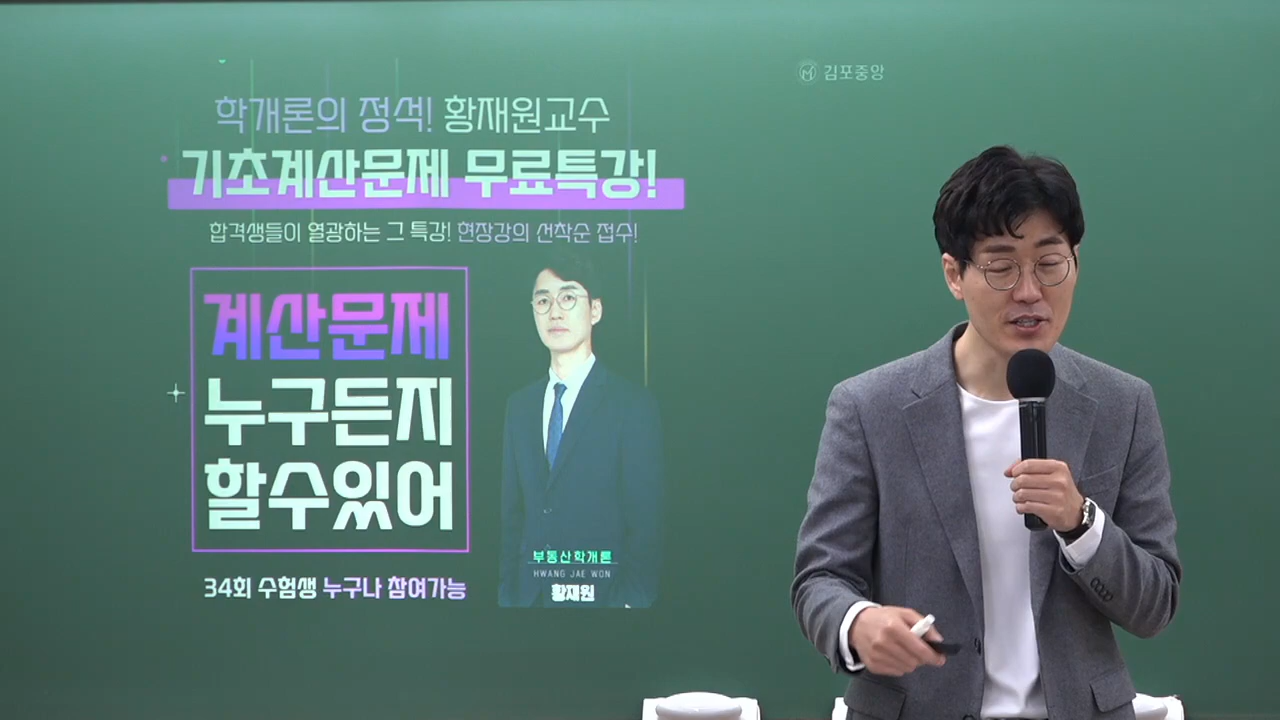 김포중앙
학개론의 정석! 황재원교수
기초계산문제 무료특강!
합격생들이 열광하는 그 특강! 현장강의 선착순 접수!
계산문제
누구든지
할수있어
부동산학개론
HWANG JAE WON
황재원
34회 수험생 누구나 참여가능